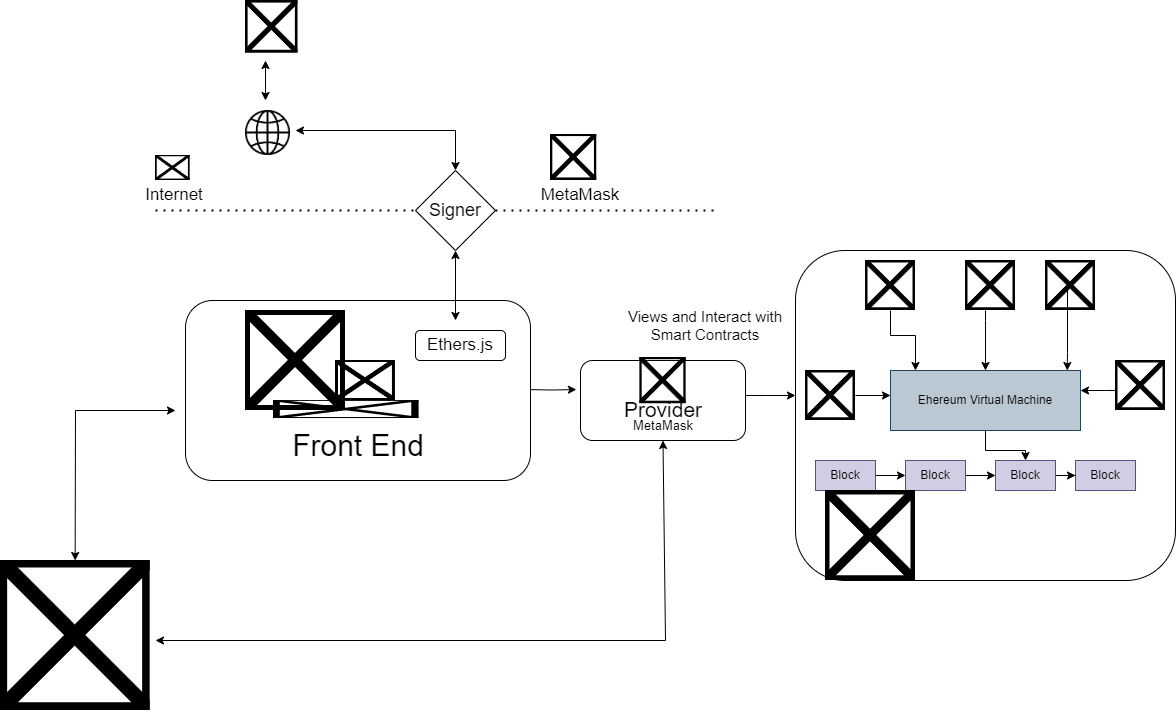 Internet
MetaMask
Signer
Ethers.js
Front End
Views and Interact with
Smart Contracts
Provider
MetaMask
Ehereum Virtual Machine
Block
Block
Block
Block